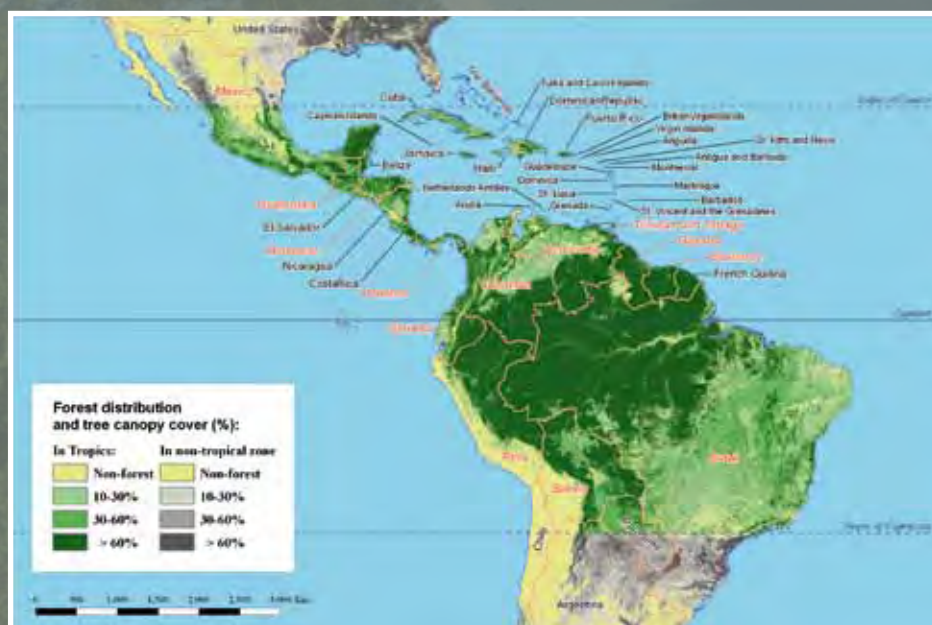 United States
Mexico
The Bahamas
Turks and Caicos Islands
Cuba
Dominican Republic
Cayman Islands
Puerto Rico
British Virgin Islands
Virgin Islands
Anguilla
St. Kitts and Nevis
Jamaica
Haiti
Antigua and Barbuda
Belize
Guadeloupe
Montserrat
Dominica
Netherlands Antilles
Martinique
St. Lucia
Barbados
Aruba
Grenada
St. Vincent and the Grenadines
El Salvador
Nicaragua
Costa Rica
French Guiana
Peru
Brazil
Argentina
Forest distribution
and tree canopy cover (%):
In Tropics: In non-tropical zone
Non-forest Non-forest
10-30% 10-30%
30-60% 30-60%
> 60% > 60%